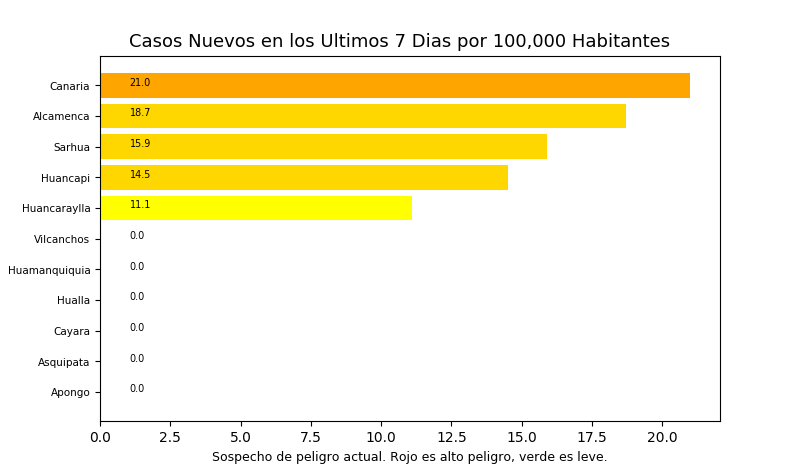 Casos Nuevos en los Ultimos 7 Dias por 100,000 Habitantes
Canaria 21.0
Alcamenca 18.7
Sarhua 15.9
Huancapi 14.5
Huancaraylla 11.1
Vilcanchos 0.0
Huamanquiquia 0.0
Hualla 0.0
Cayara 0.0
Asquipata 0.0
Apongo 0.0
0.0 2.5 5.0 7.5 10.0 12.5 15.0 17.5 20.0
Sospecho de peligro actual. Rojo es alto peligro, verde es leve.